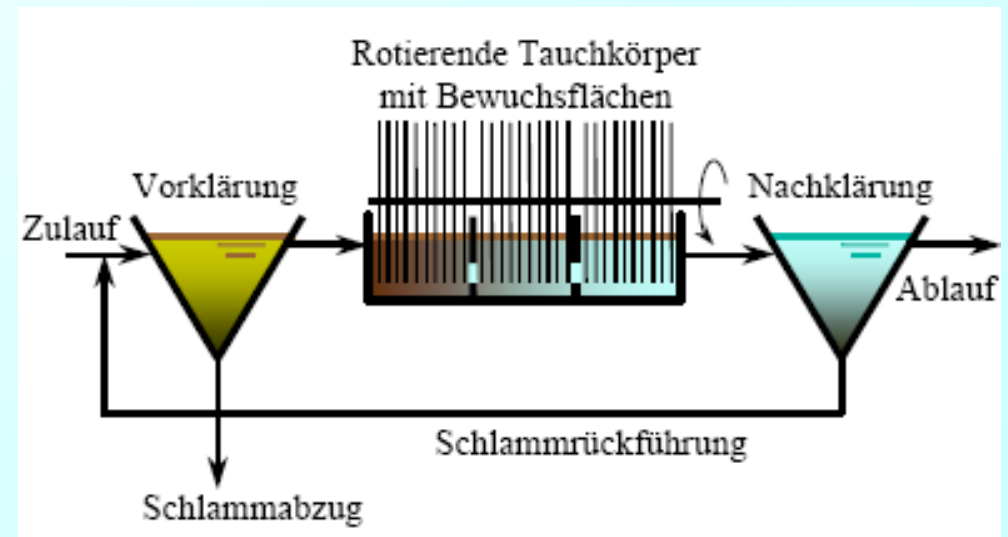 Rotierende Tauchkörper
mit Bewuchsflächen
Vorklärung
Nachklärung
Zulauf
Ablauf
Schlammrückführung
Schlammabzug